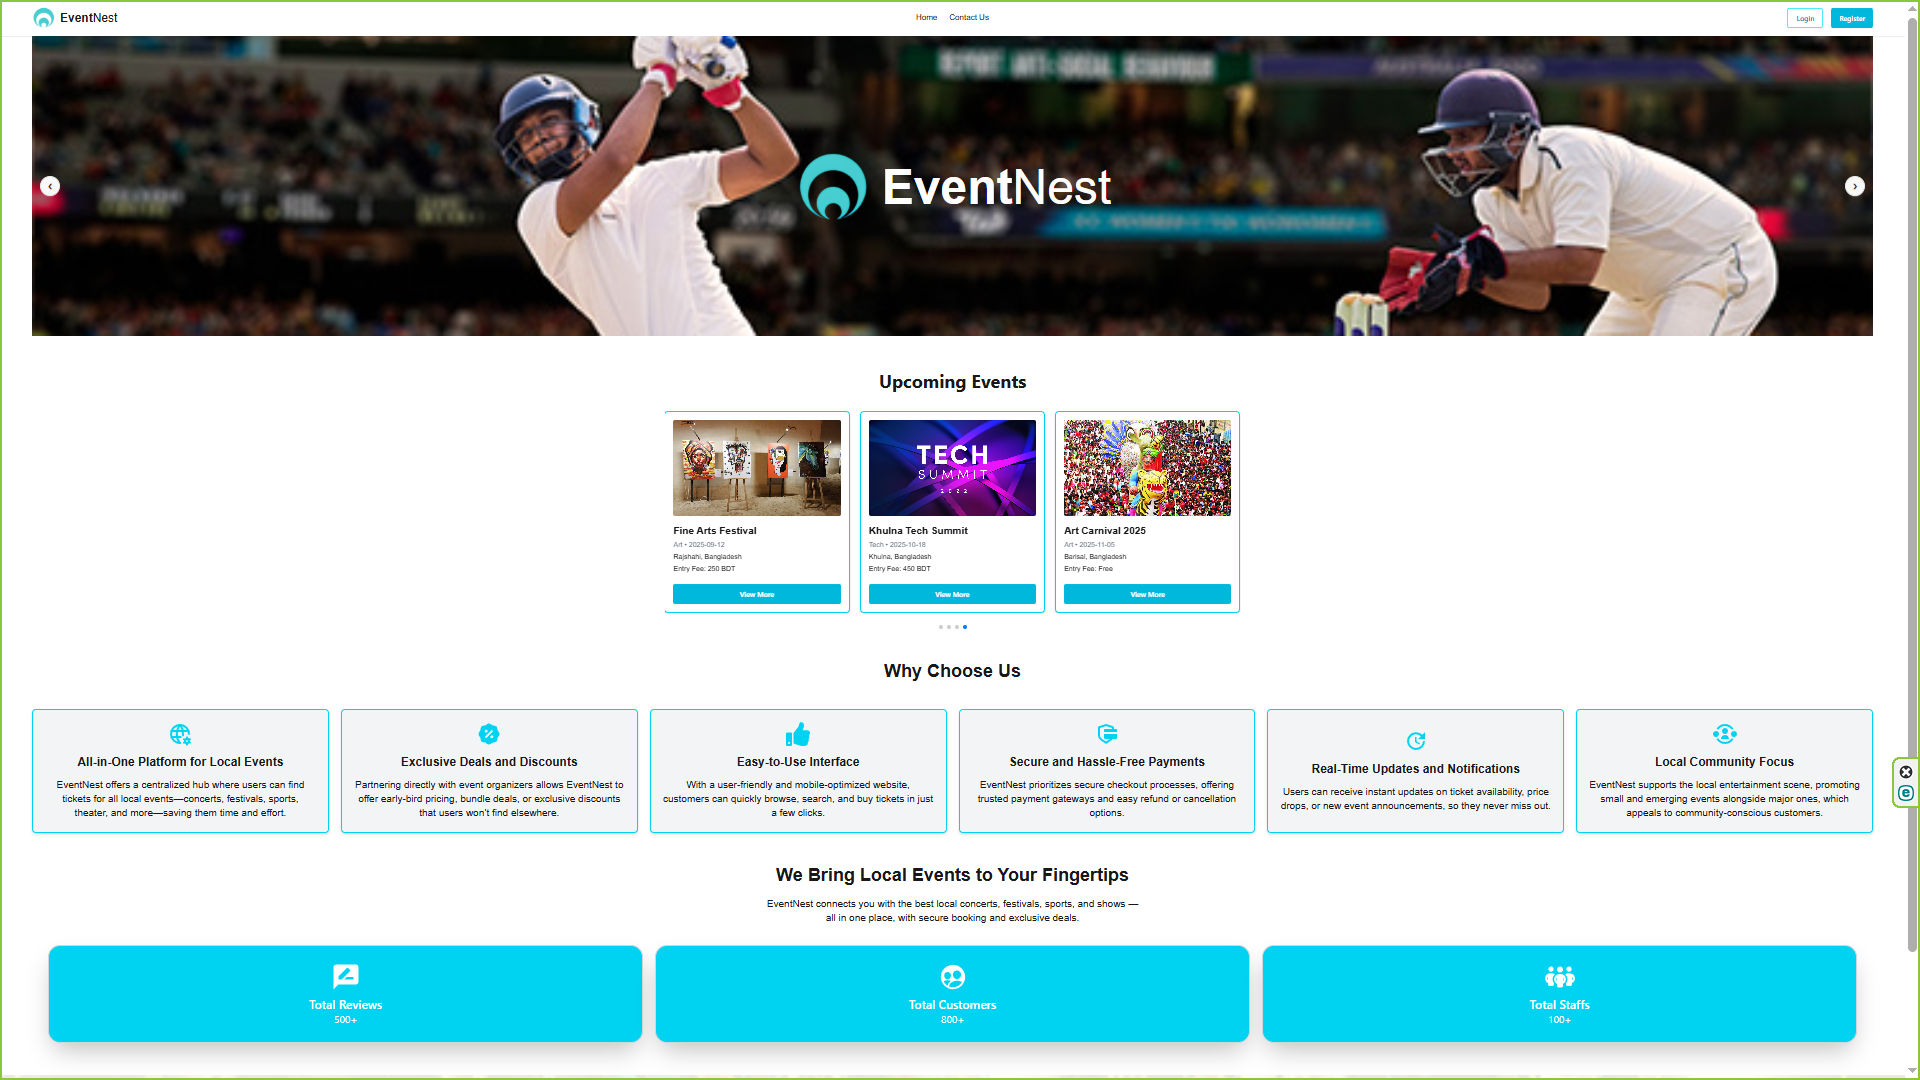 EventNest
Home Contact Us
Login Register
REPORT ANTI-SOCIAL BEHAVIOUR
EventNest
Upcoming Events
TECH
SUMMIT
2022
Fine Arts Festival
Art • 2025-09-12
Rajshahi, Bangladesh
Entry Fee: 250 BDT
View More
Khulna Tech Summit
Tech • 2025-10-18
Khulna, Bangladesh
Entry Fee: 450 BDT
View More
Art Carnival 2025
Art • 2025-11-05
Barisal, Bangladesh
Entry Fee: Free
View More
Why Choose Us
All-in-One Platform for Local Events
EventNest offers a centralized hub where users can find
tickets for all local events—concerts, festivals, sports,
theater, and more—saving them time and effort.
Exclusive Deals and Discounts
Partnering directly with event organizers allows EventNest to
offer early-bird pricing, bundle deals, or exclusive discounts
that users won't find elsewhere.
Easy-to-Use Interface
With a user-friendly and mobile-optimized website,
customers can quickly browse, search, and buy tickets in just
a few clicks.
Secure and Hassle-Free Payments
EventNest prioritizes secure checkout processes, offering
trusted payment gateways and easy refund or cancellation
options.
Real-Time Updates and Notifications
Users can receive instant updates on ticket availability, price
drops, or new event announcements, so they never miss out.
Local Community Focus
EventNest supports the local entertainment scene, promoting
small and emerging events alongside major ones, which
appeals to community-conscious customers.
We Bring Local Events to Your Fingertips
EventNest connects you with the best local concerts, festivals, sports, and shows —
all in one place, with secure booking and exclusive deals.
Total Reviews
500+
Total Customers
800+
Total Staffs
100+